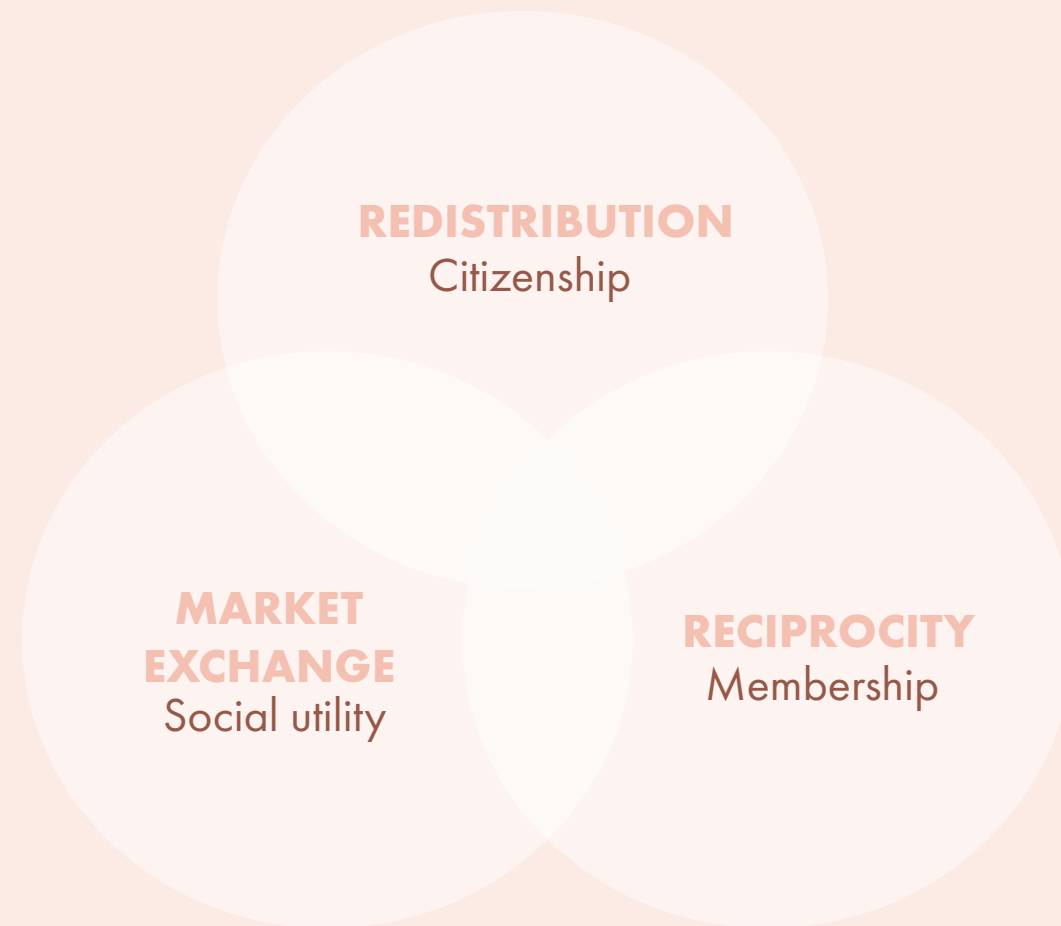 REDISTRIBUTION
Citizenship
MARKET
EXCHANGE
Social utility
RECIPROCITY
Membership